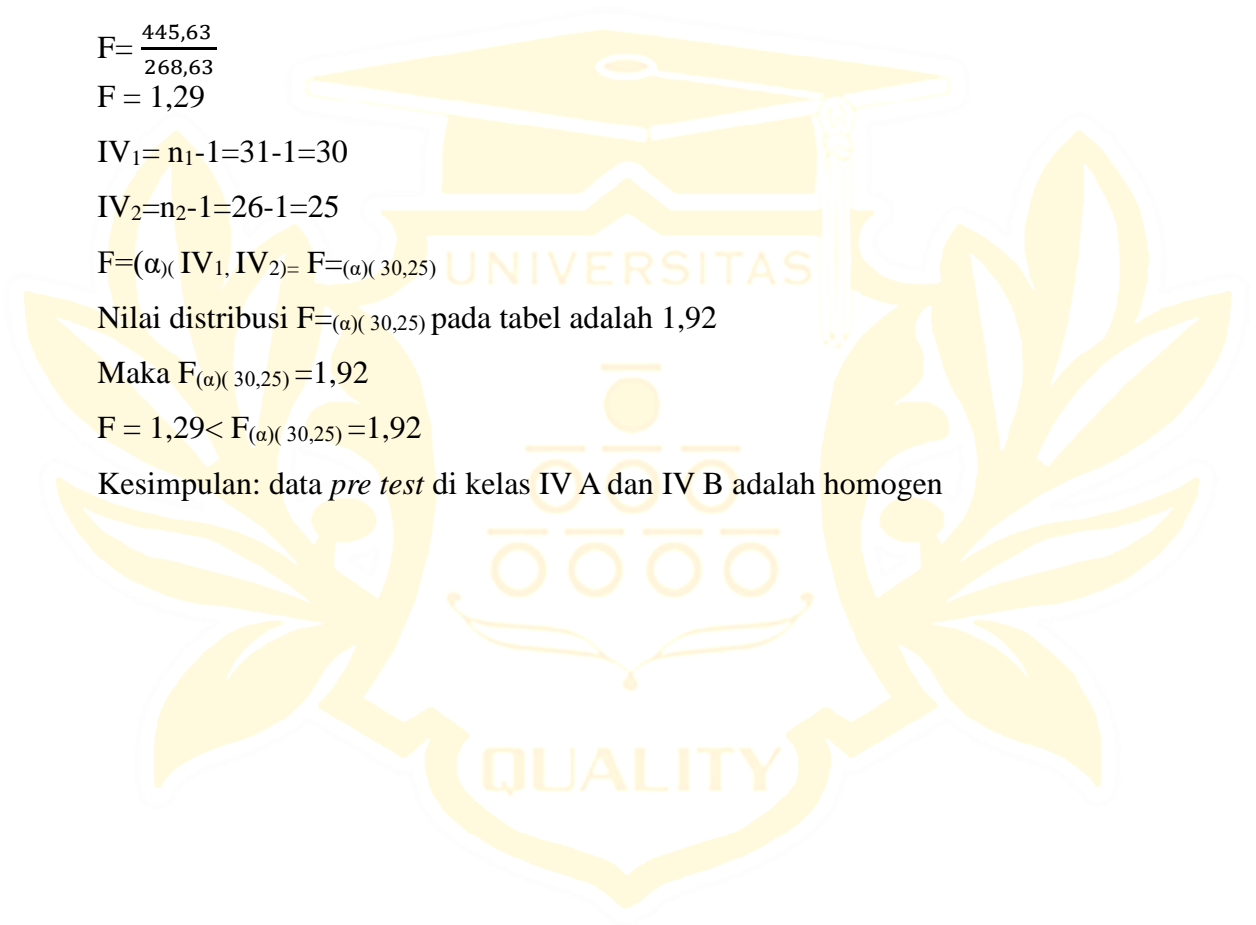 F= 445,63/268,63
F = 1,29
IV₁= n₁-1=31-1=30
IV₂=n₂-1=26-1=25
F=(α)( IV₁, IV₂)= F=(α)( 30,25)
UNIVERSITAS
Nilai distribusi F=(α)( 30,25) pada tabel adalah 1,92
Maka F(α)( 30,25) =1,92
F = 1,29< F(α)( 30,25) =1,92
Kesimpulan: data pre test di kelas IV A dan IV B adalah homogen
QUALITY